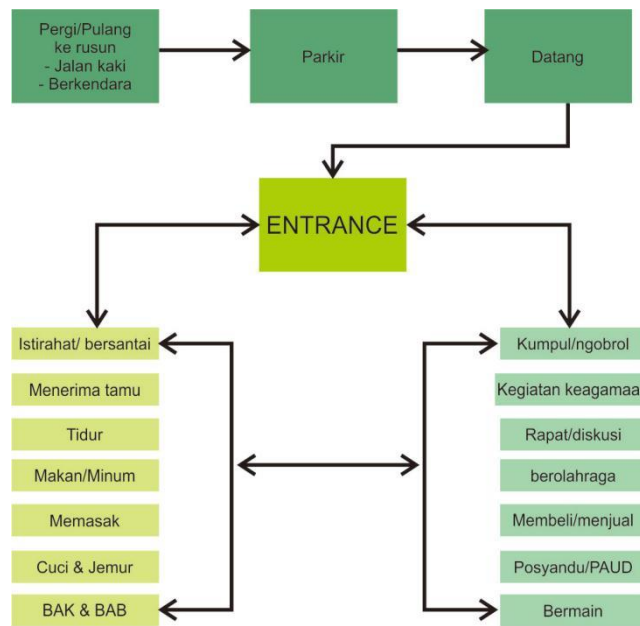 Pergi/Pulang
ke rusun
- Jalan kaki
- Berkendara
Parkir
Datang
ENTRANCE
Istirahat/ bersantai
Menerima tamu
Tidur
Makan/Minum
Memasak
Cuci & Jemur
BAK & BAB
Kumpul/ngobrol
Kegiatan keagamaa
Rapat/diskusi
berolahraga
Membeli/menjual
Posyandu/PAUD
Bermain